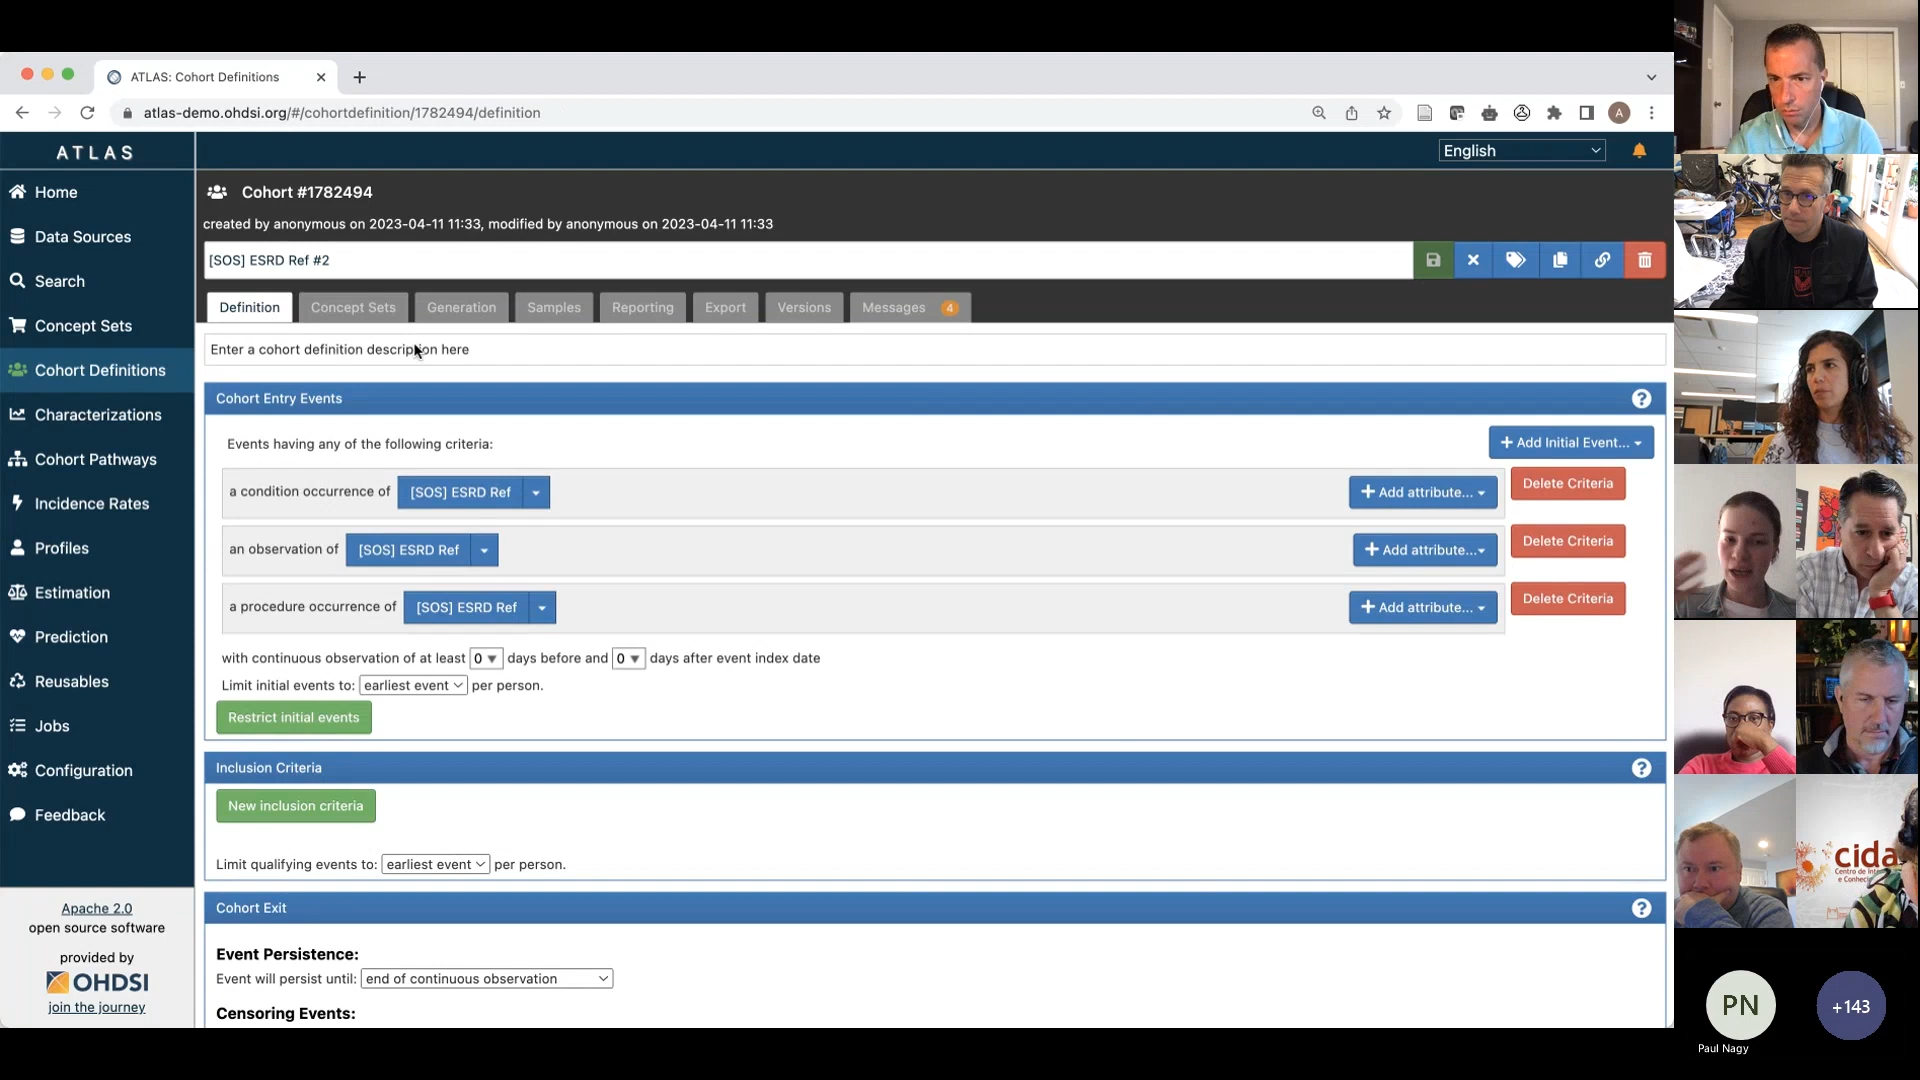 ATLAS: Cohort Definitions
atlas-demo.ohdsi.org/#/cohortdefinition/1782494/definition
A
ATLAS
English
Home
Data Sources
Search
Concept Sets
Cohort Definitions
Characterizations
Cohort Pathways
Incidence Rates
Profiles
Estimation
Prediction
Reusables
Jobs
Configuration
Feedback
Apache 2.0
open source software
provided by
OHDSI
join the journey
Cohort #1782494
created by anonymous on 2023-04-11 11:33, modified by anonymous on 2023-04-11 11:33
[SOS] ESRD Ref #2
Definition Concept Sets Generation Samples Reporting Export Versions Messages 4
Enter a cohort definition description here
Cohort Entry Events ?
Events having any of the following criteria: Add Initial Event...
a condition occurrence of [SOS] ESRD Ref Add attribute... Delete Criteria
an observation of [SOS] ESRD Ref Add attribute... Delete Criteria
a procedure occurrence of [SOS] ESRD Ref Add attribute... Delete Criteria
with continuous observation of at least 0 days before and 0 days after event index date
Limit initial events to: earliest event per person.
Restrict initial events
Inclusion Criteria ?
New inclusion criteria
Limit qualifying events to: earliest event per person.
Cohort Exit ?
Event Persistence:
Event will persist until: end of continuous observation
Censoring Events:
cida
PN
+143
Paul Nagy